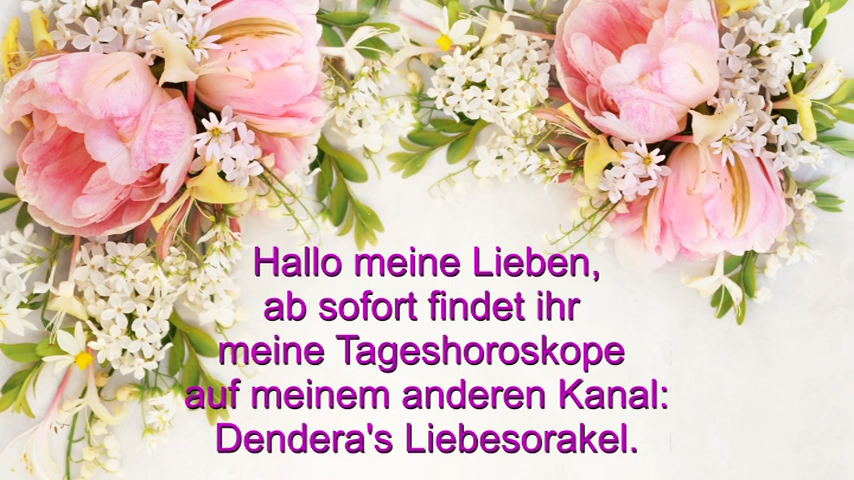 Hallo meine Lieben,
ab sofort findet ihr
meine Tageshoroskope
auf meinem anderen Kanal:
Dendera's Liebesorakel.